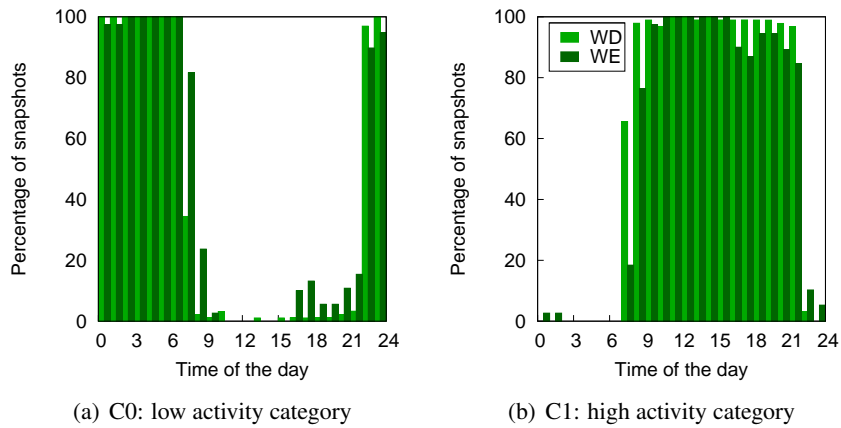 Percentage of snapshots
100
80
60
40
20
0
0 3 6 9 12 15 18 21 24
Time of the day
(a) C0: low activity category
Percentage of snapshots
100
80
60
40
20
0
WD
WE
0 3 6 9 12 15 18 21 24
Time of the day
(b) C1: high activity category